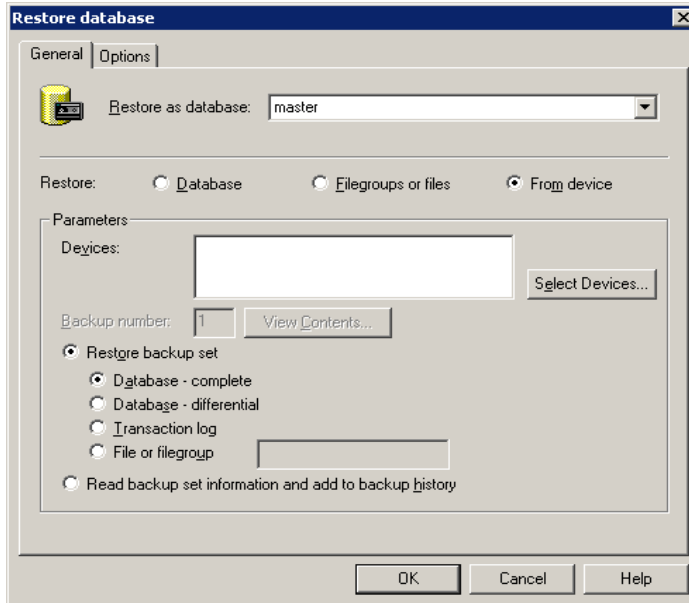 Restore database
General Options
Restore as database: master
Restore: Database Filegroups or files From device
Parameters
Devices:
Select Devices...
Backup number: 1 View Contents...
Restore backup set
Database - complete
Database - differential
Transaction log
File or filegroup
Read backup set information and add to backup history
OK Cancel Help